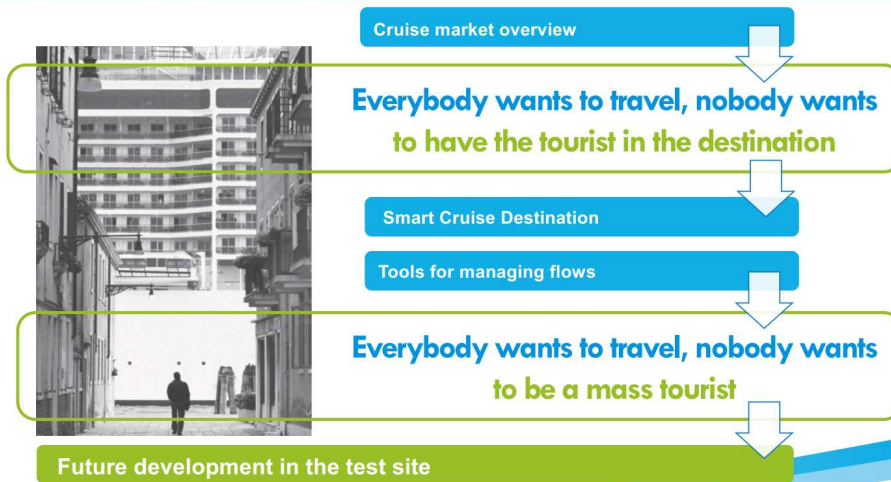 Cruise market overview
Everybody wants to travel, nobody wants
to have the tourist in the destination
Smart Cruise Destination
Tools for managing flows
Everybody wants to travel, nobody wants
to be a mass tourist
Future development in the test site